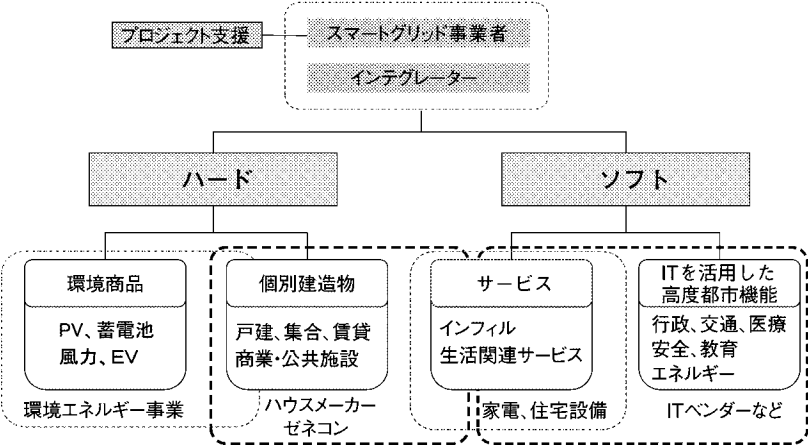 プロジェクト支援
スマートグリッド事業者
インテグレーター
ハード
ソフト
環境商品
PV、蓄電池
風力、EV
環境エネルギー事業
個別建造物
戸建、集合、賃貸
商業・公共施設
ハウスメーカー
ゼネコン
サービス
インフィル
生活関連サービス
家電、住宅設備
ITを活用した
高度都市機能
行政、交通、医療
安全、教育
エネルギー
ITベンダーなど